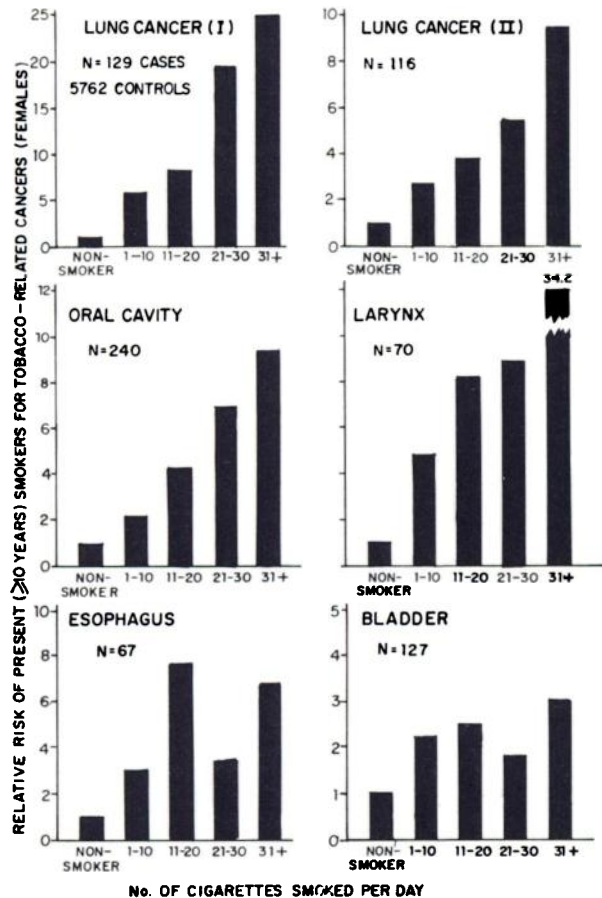 RELATIVE RISK OF PRESENT (≥10 YEARS) SMOKERS FOR TOBACCO-RELATED CANCERS (FEMALES)
LUNG CANCER (I)
N = 129 CASES
5762 CONTROLS
25
20
15
10
5
0
NON-SMOKER 1-10 11-20 21-30 31+
LUNG CANCER (II)
N = 116
10
8
6
4
2
0
NON-SMOKER 1-10 11-20 21-30 31+
ORAL CAVITY
N = 240
12
10
8
6
4
2
0
NON-SMOKER 1-10 11-20 21-30 31+
34.2
LARYNX
N = 70
NON-SMOKER 1-10 11-20 21-30 31+
ESOPHAGUS
N = 67
10
8
6
4
2
0
NON-SMOKER 1-10 11-20 21-30 31+
BLADDER
N = 127
5
4
3
2
1
0
NON-SMOKER 1-10 11-20 21-30 31+
No. OF CIGARETTES SMOKED PER DAY